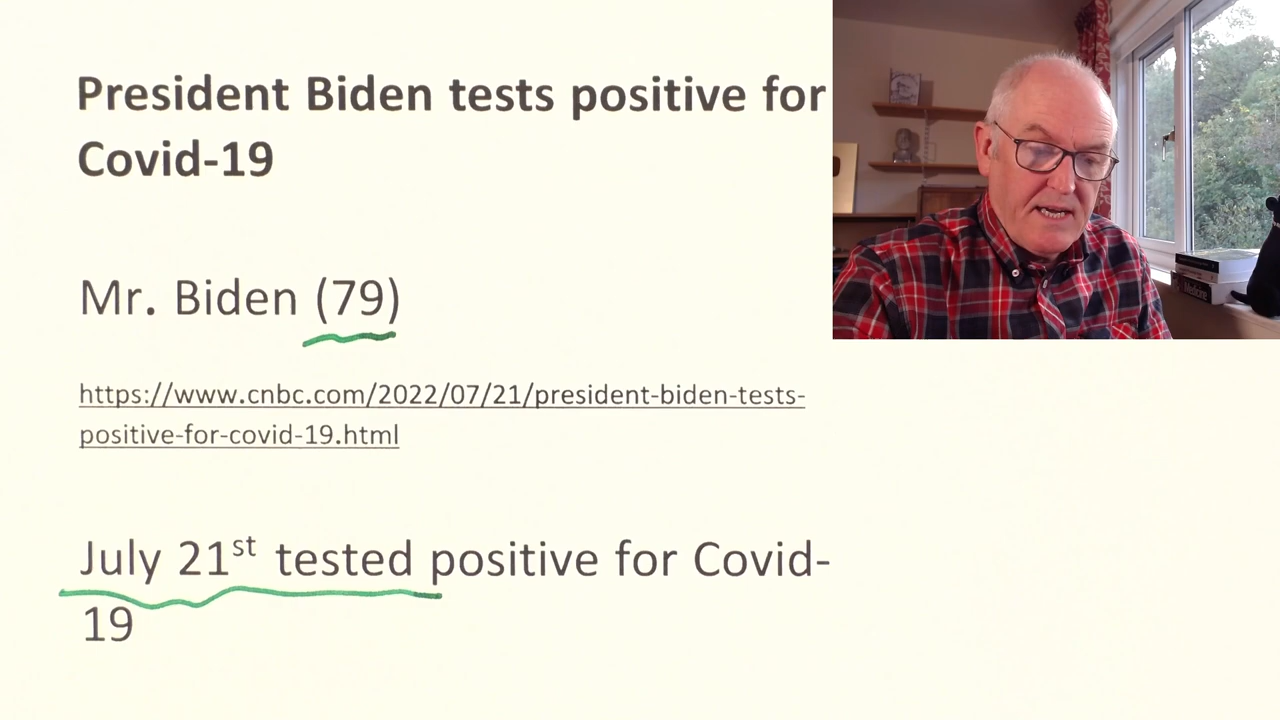 President Biden tests positive for
Covid-19
Mr. Biden (79)
https://www.cnbc.com/2022/07/21/president-biden-tests-
positive-for-covid-19.html
July 21st tested positive for Covid-
19
Medicine